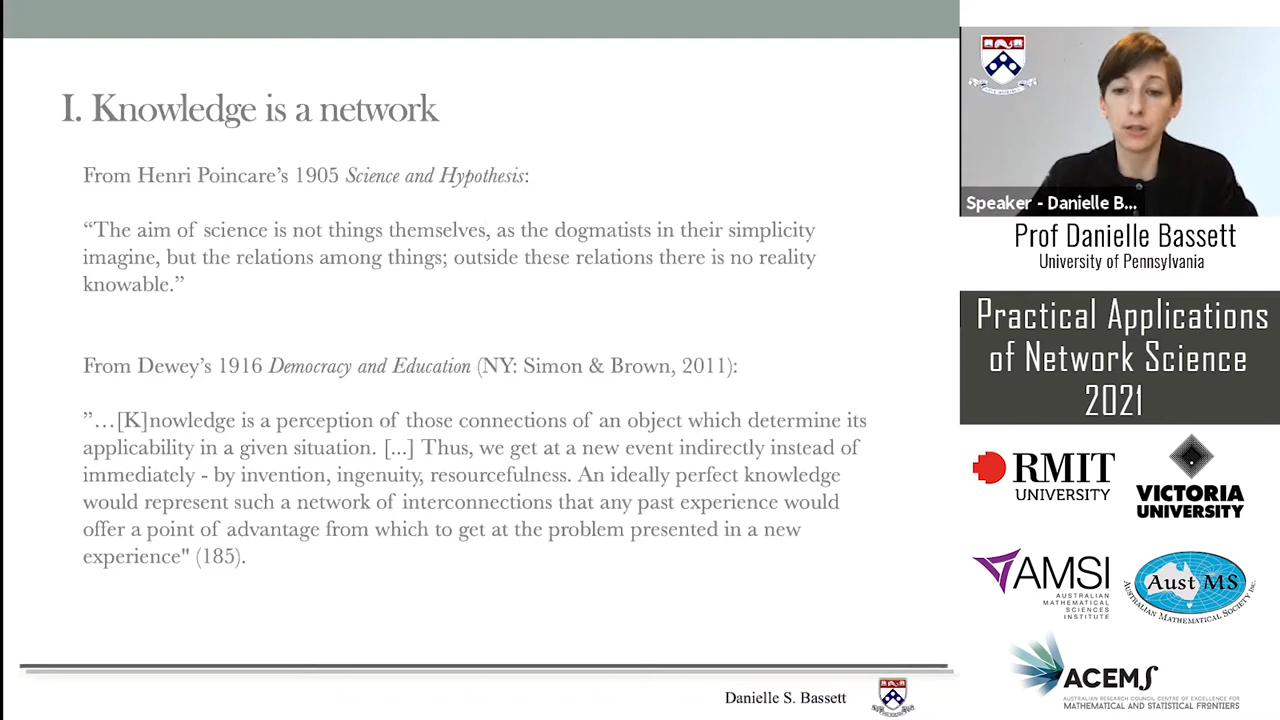 I. Knowledge is a network
From Henri Poincare’s 1905 Science and Hypothesis:
“The aim of science is not things themselves, as the dogmatists in their simplicity
imagine, but the relations among things; outside these relations there is no reality
knowable.”
From Dewey’s 1916 Democracy and Education (NY: Simon & Brown, 2011):
”…[K]nowledge is a perception of those connections of an object which determine its
applicability in a given situation. [...] Thus, we get at a new event indirectly instead of
immediately - by invention, ingenuity, resourcefulness. An ideally perfect knowledge
would represent such a network of interconnections that any past experience would
offer a point of advantage from which to get at the problem presented in a new
experience" (185).
Danielle S. Bassett
Speaker - Danielle B...
Prof Danielle Bassett
University of Pennsylvania
Practical Applications
of Network Science
2021
RMIT
UNIVERSITY
VICTORIA
UNIVERSITY
AMSI
AUSTRALIAN
MATHEMATICAL
SCIENCES
INSTITUTE
Aust MS
AUSTRALIAN MATHEMATICAL SOCIETY INC.
ACEMS
AUSTRALIAN RESEARCH COUNCIL CENTRE OF EXCELLENCE FOR
MATHEMATICAL AND STATISTICAL FRONTIERS